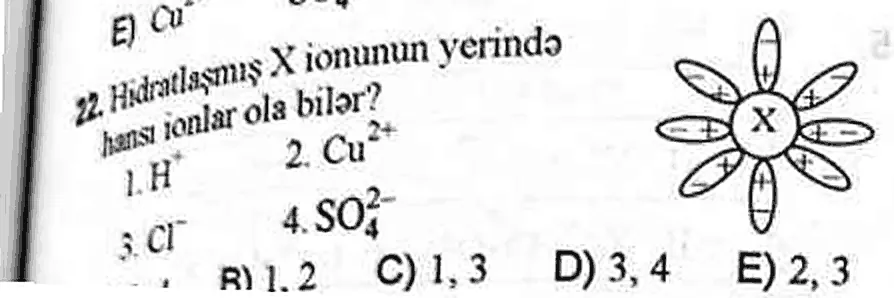 E) Cu
22. Hidratlaşmış X ionunun yerində
hansı ionlar ola bilər?
1. H⁺ 2. Cu²⁺
3. Cl⁻ 4. SO₄²⁻
B) 1, 2 C) 1, 3 D) 3, 4 E) 2, 3
X